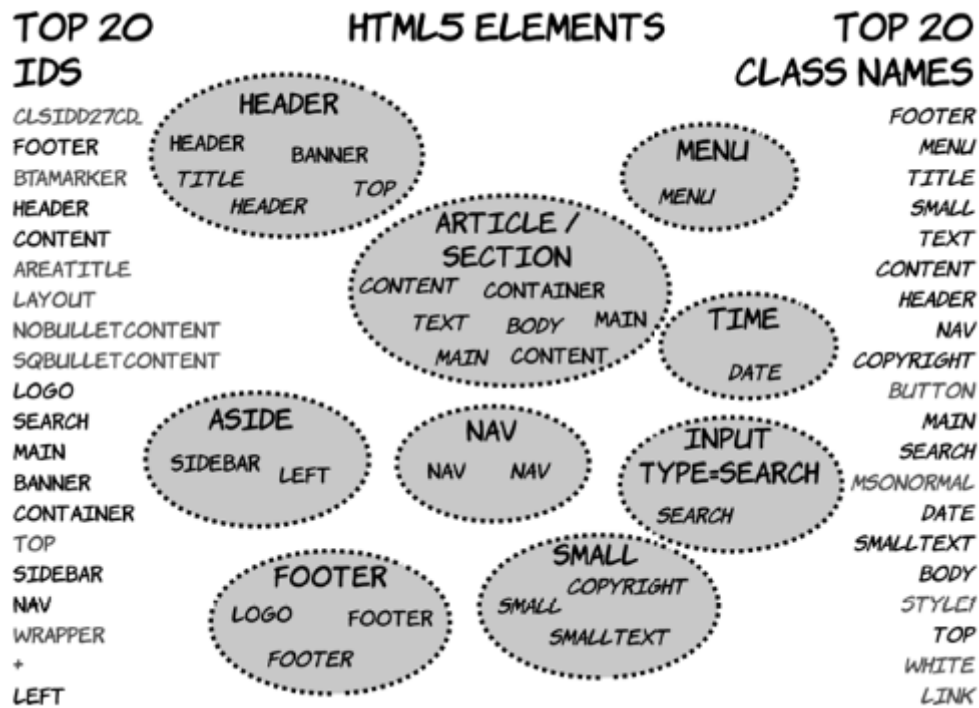 TOP 20
IDS
CLSIDD27CD_
FOOTER
BTAMARKER
HEADER
CONTENT
AREATITLE
LAYOUT
NOBULLETCONTENT
SQBULLETCONTENT
LOGO
SEARCH
MAIN
BANNER
CONTAINER
TOP
SIDEBAR
NAV
WRAPPER
+
LEFT
HTML5 ELEMENTS
HEADER
HEADER
BANNER
TITLE
TOP
HEADER
MENU
MENU
ARTICLE /
SECTION
CONTENT CONTAINER
TEXT BODY MAIN
MAIN CONTENT
TIME
DATE
ASIDE
SIDEBAR LEFT
NAV
NAV NAV
INPUT
TYPE=SEARCH
SEARCH
FOOTER
LOGO FOOTER
FOOTER
SMALL
COPYRIGHT
SMALL
SMALLTEXT
TOP 20
CLASS NAMES
FOOTER
MENU
TITLE
SMALL
TEXT
CONTENT
HEADER
NAV
COPYRIGHT
BUTTON
MAIN
SEARCH
MSONORMAL
DATE
SMALLTEXT
BODY
STYLE1
TOP
WHITE
LINK